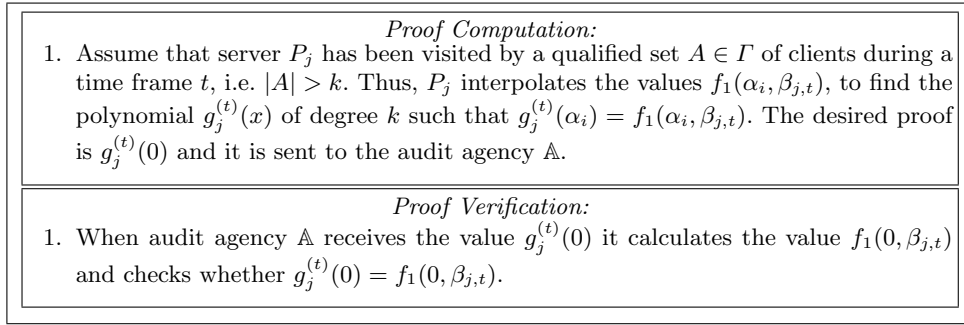 Proof Computation:
1. Assume that server P_j has been visited by a qualified set A ∈ Γ of clients during a
time frame t, i.e. |A| > k. Thus, P_j interpolates the values f_1(α_i, β_{j,t}), to find the
polynomial g_j^{(t)}(x) of degree k such that g_j^{(t)}(α_i) = f_1(α_i, β_{j,t}). The desired proof
is g_j^{(t)}(0) and it is sent to the audit agency 𝔸.
Proof Verification:
1. When audit agency 𝔸 receives the value g_j^{(t)}(0) it calculates the value f_1(0, β_{j,t})
and checks whether g_j^{(t)}(0) = f_1(0, β_{j,t}).